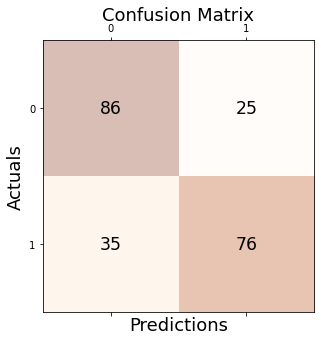 Confusion Matrix
0 1
0 86 25
Actuals
1 35 76
Predictions